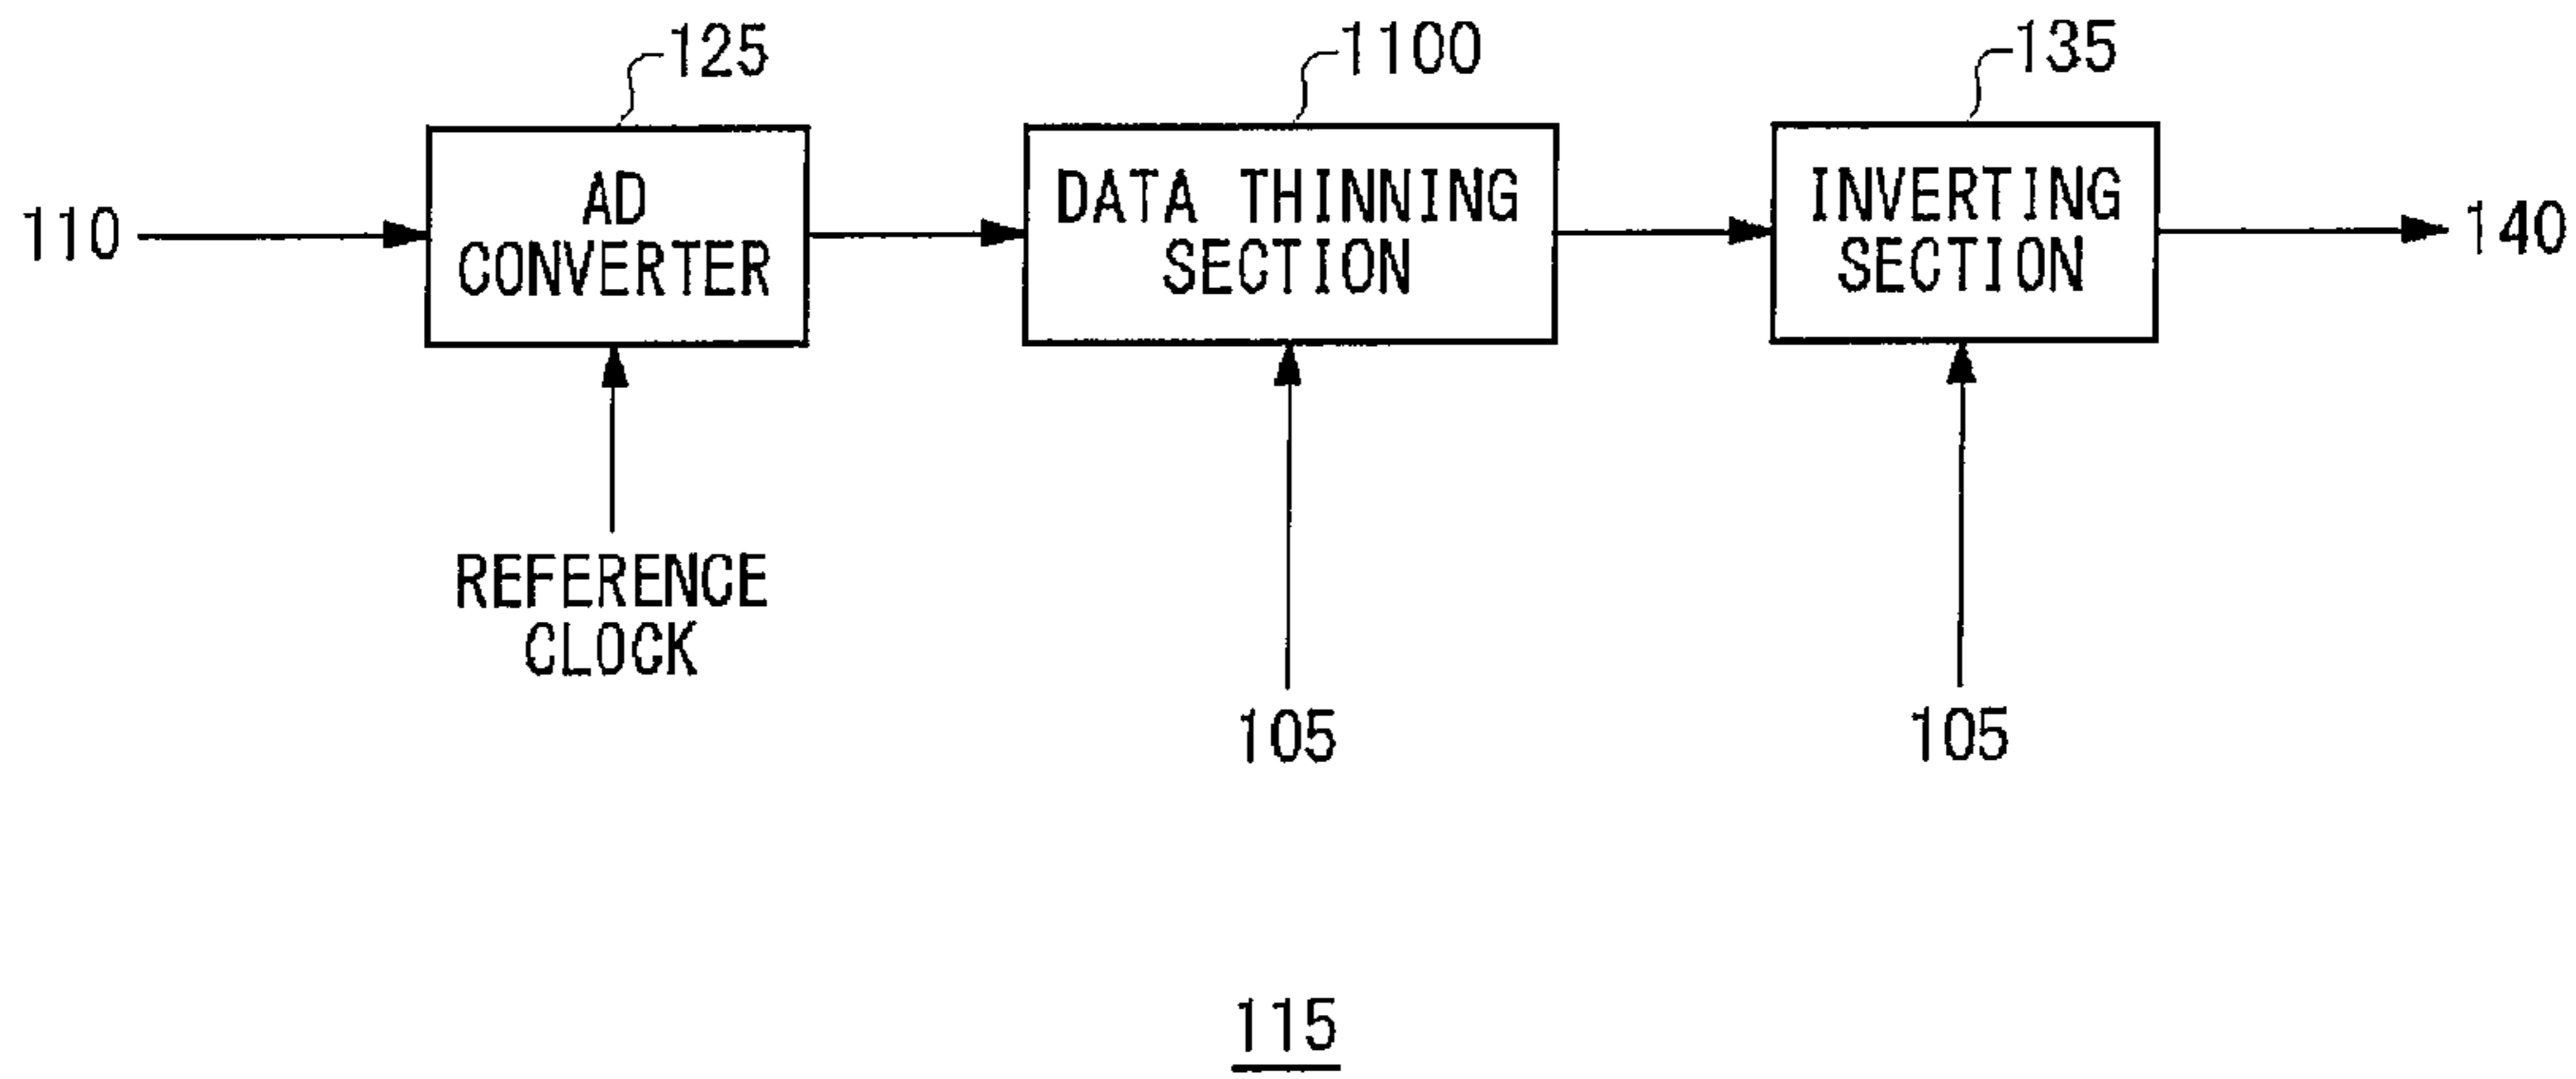 125
1100
135
110
AD
CONVERTER
DATA THINNING
SECTION
INVERTING
SECTION
140
REFERENCE
CLOCK
105
105
115